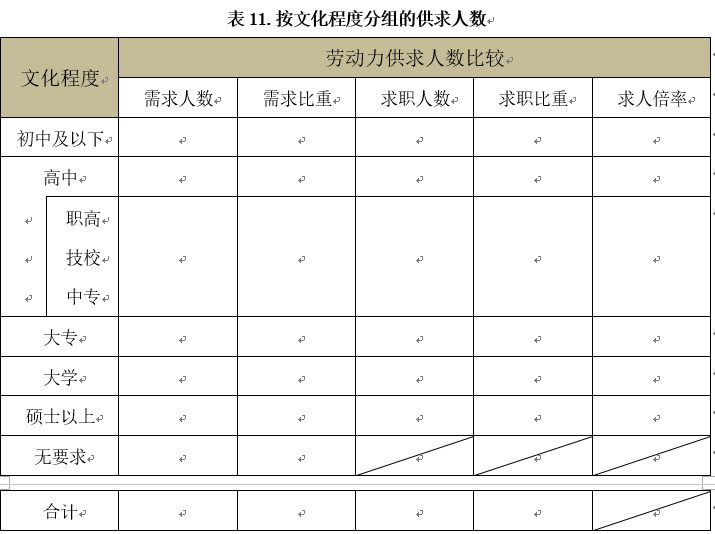 表 11. 按文化程度分组的供求人数
文化程度
劳动力供求人数比较
需求人数
需求比重
求职人数
求职比重
求人倍率
初中及以下
高中
职高
技校
中专
大专
大学
硕士以上
无要求
合计